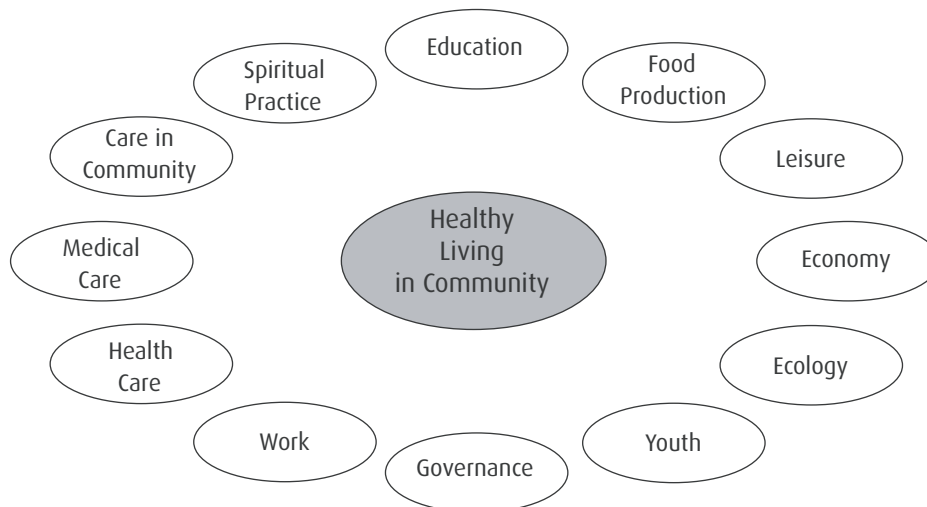 Education
Spiritual
Practice
Food
Production
Care in
Community
Leisure
Healthy
Living
in Community
Medical
Care
Economy
Health
Care
Ecology
Work
Youth
Governance